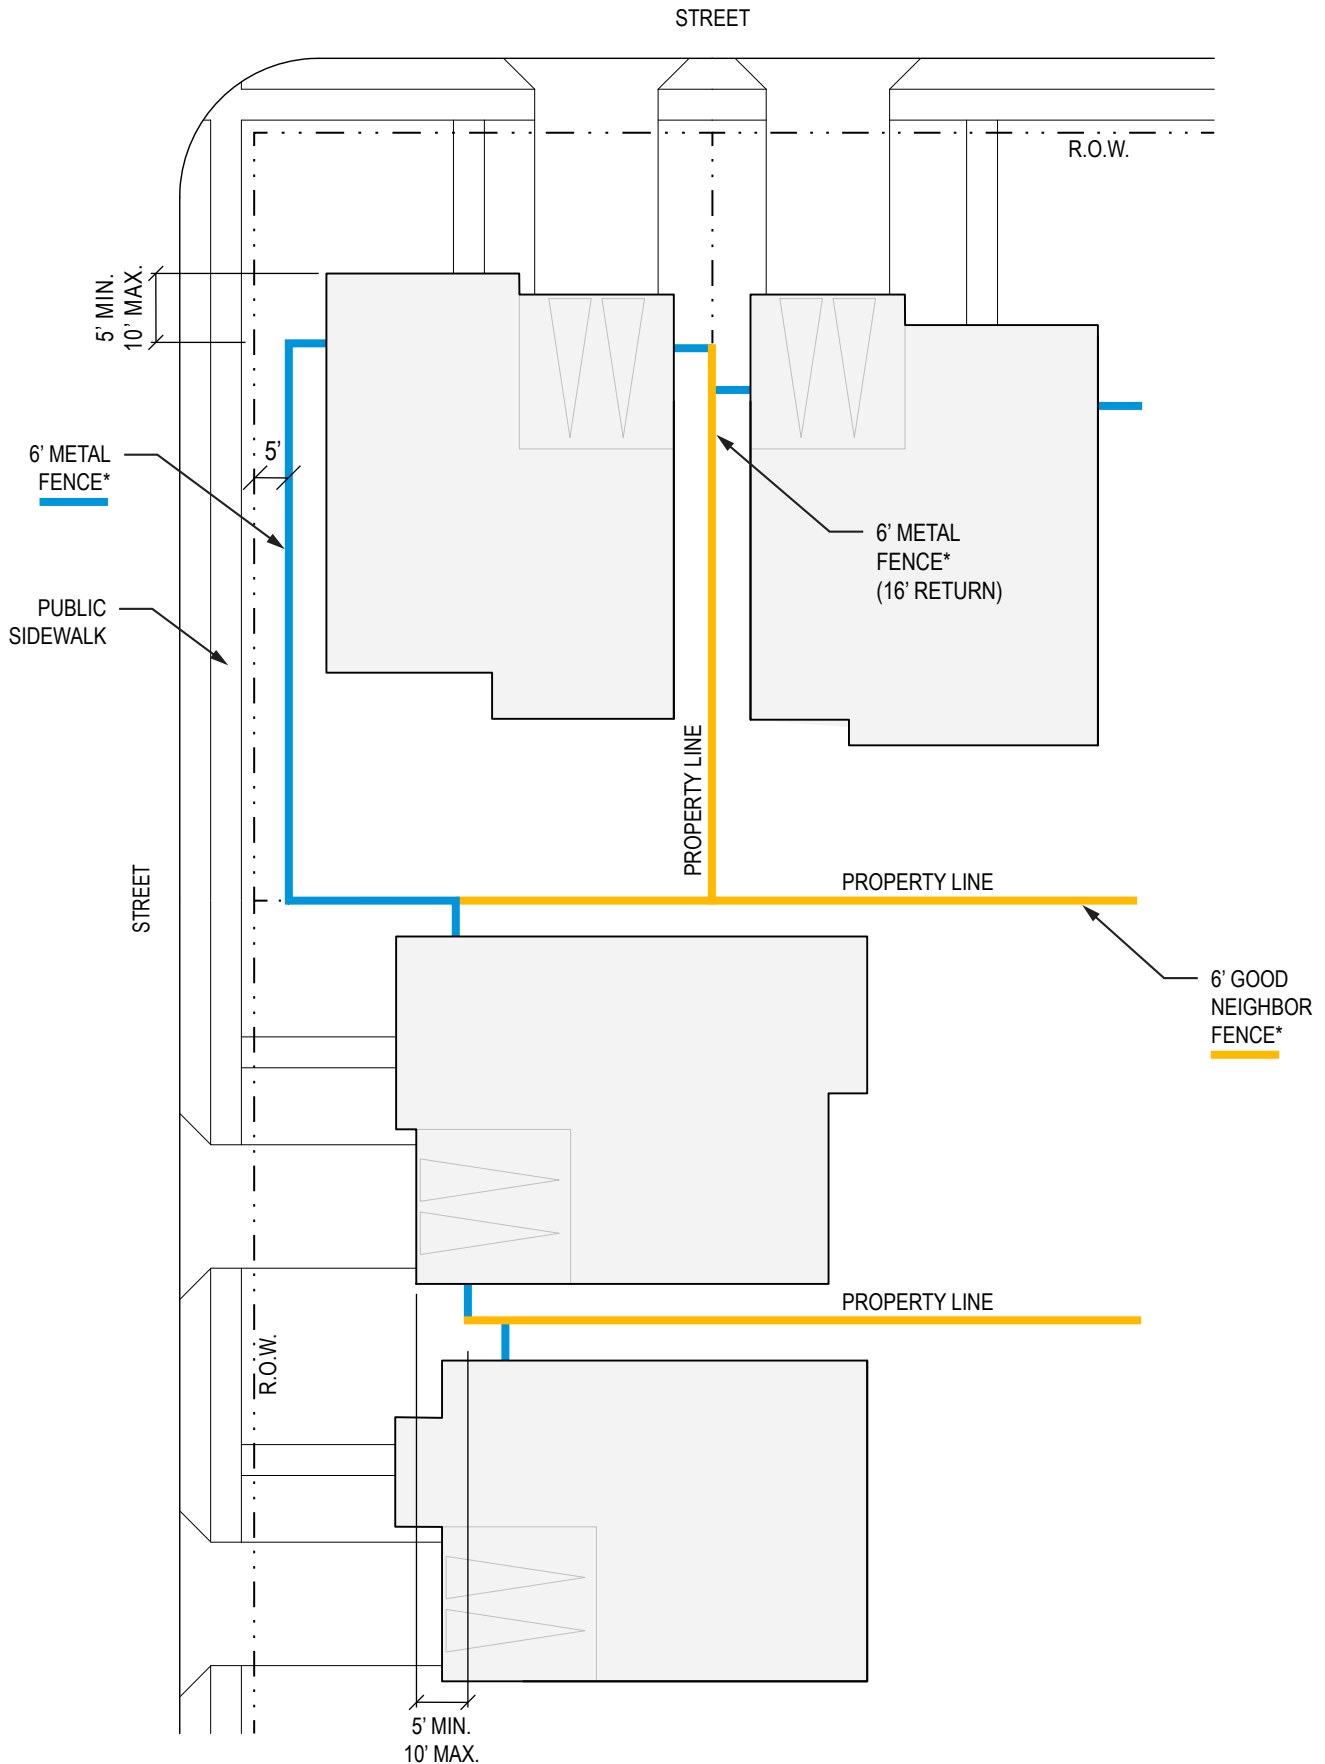 STREET
R.O.W.
5’ MIN.
10’ MAX.
6’ METAL
FENCE*
5’
6’ METAL
FENCE*
(16’ RETURN)
PUBLIC
SIDEWALK
PROPERTY LINE
STREET
PROPERTY LINE
6’ GOOD
NEIGHBOR
FENCE*
PROPERTY LINE
R.O.W.
5’ MIN.
10’ MAX.